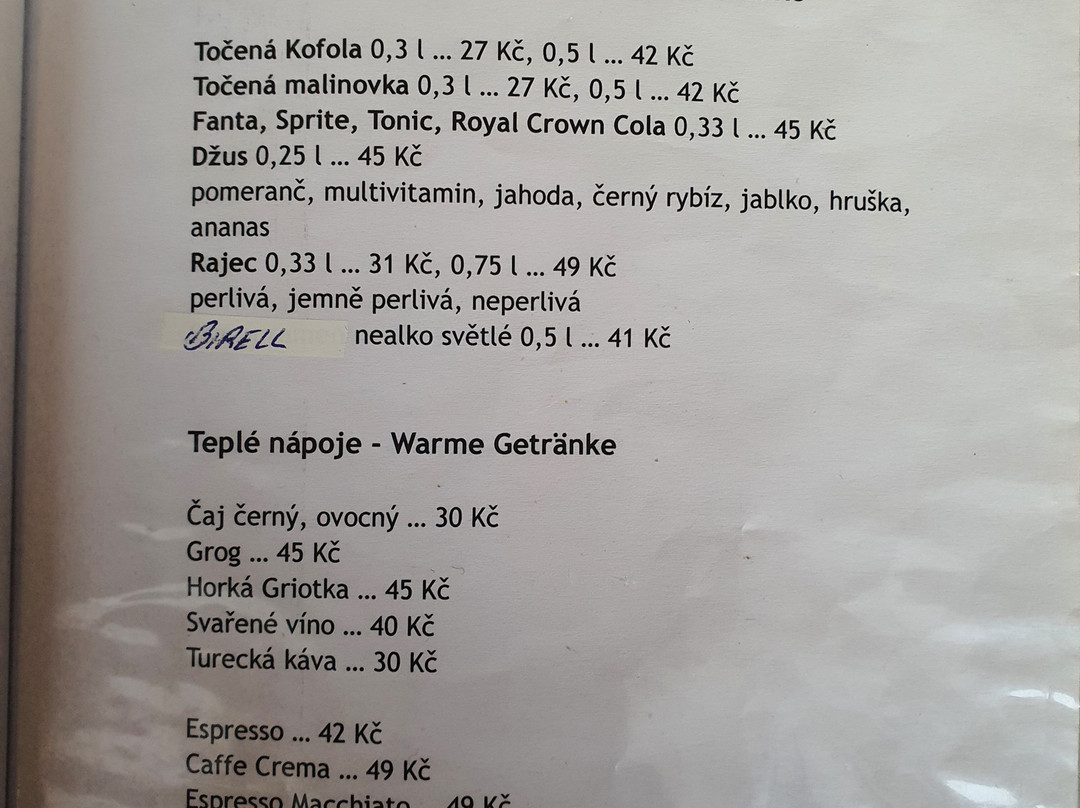 Točená Kofola 0,3 l ... 27 Kč, 0,5 l ... 42 Kč
Točená malinovka 0,3 l ... 27 Kč, 0,5 l ... 42 Kč
Fanta, Sprite, Tonic, Royal Crown Cola 0,33 l ... 45 Kč
Džus 0,25 l ... 45 Kč
pomeranč, multivitamin, jahoda, černý rybíz, jablko, hruška,
ananas
Rajec 0,33 l ... 31 Kč, 0,75 l ... 49 Kč
perlivá, jemně perlivá, neperlivá
BIRELL nealko světlé 0,5 l ... 41 Kč
Teplé nápoje - Warme Getränke
Čaj černý, ovocný ... 30 Kč
Grog ... 45 Kč
Horká Griotka ... 45 Kč
Svařené víno ... 40 Kč
Turecká káva ... 30 Kč
Espresso ... 42 Kč
Caffe Crema ... 49 Kč
Espresso Macchiato ... 49 Kč